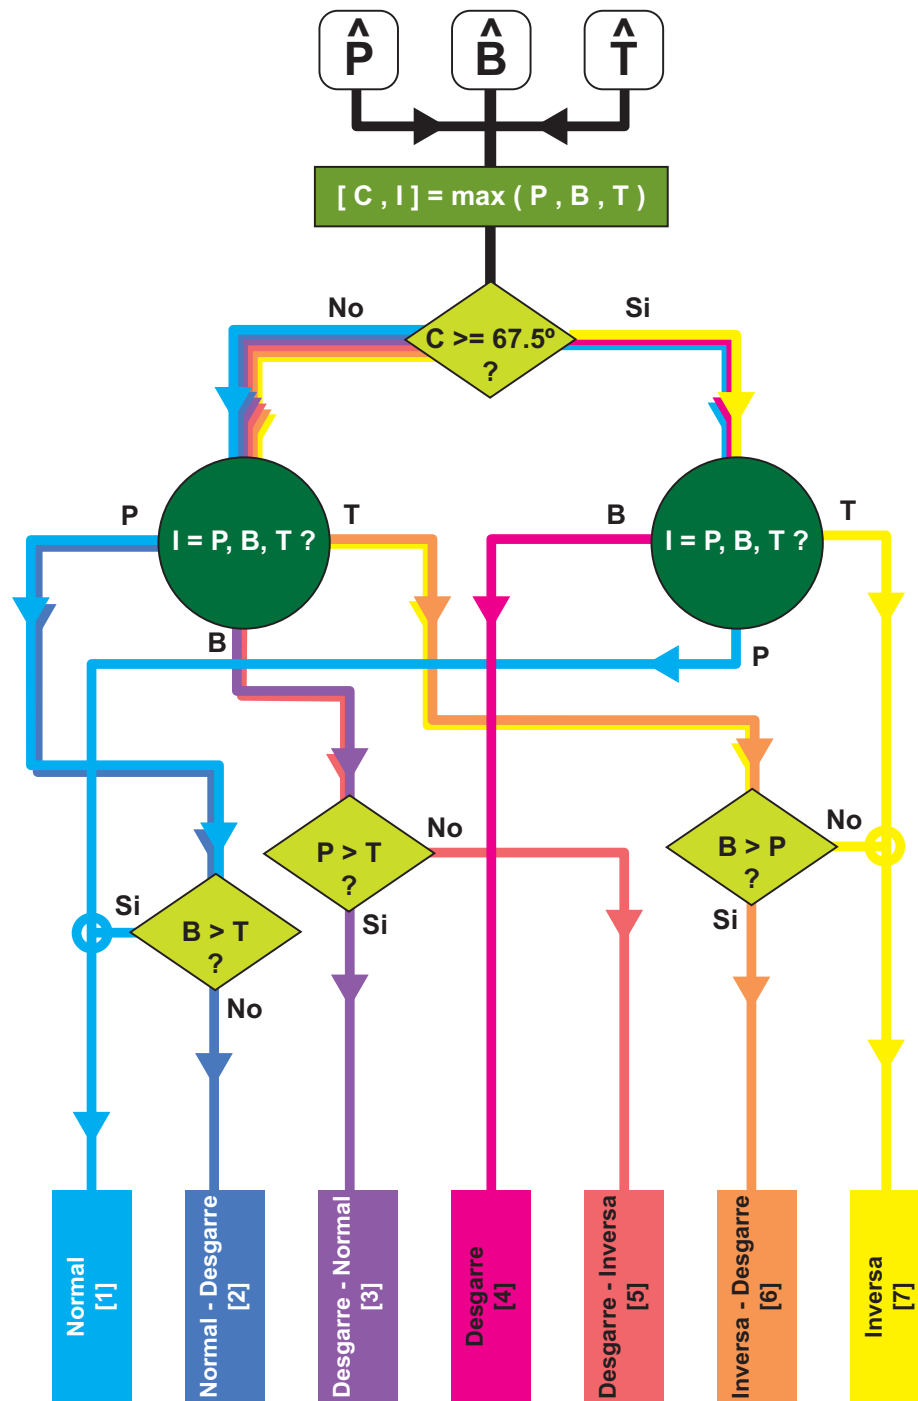 P̂
B̂
T̂
[ C , I ] = max ( P , B , T )
No
Si
C >= 67.5º
?
P
T
B
T
I = P, B, T ?
I = P, B, T ?
B
P
No
No
P > T
?
B > P
?
Si
Si
Si
B > T
?
No
Normal
[1]
Normal - Desgarre
[2]
Desgarre - Normal
[3]
Desgarre
[4]
Desgarre - Inversa
[5]
Inversa - Desgarre
[6]
Inversa
[7]